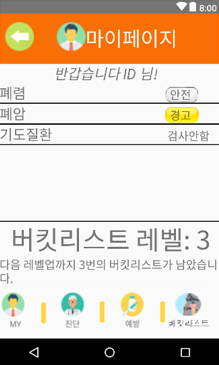 8:00
마이페이지
반갑습니다 ID 님!
폐렴 안전
폐암 경고
기도질환 검사안함
버킷리스트 레벨: 3
다음 레벨업까지 3번의 버킷리스트가 남았습니
다.
MY 진단 예방 버킷리스트